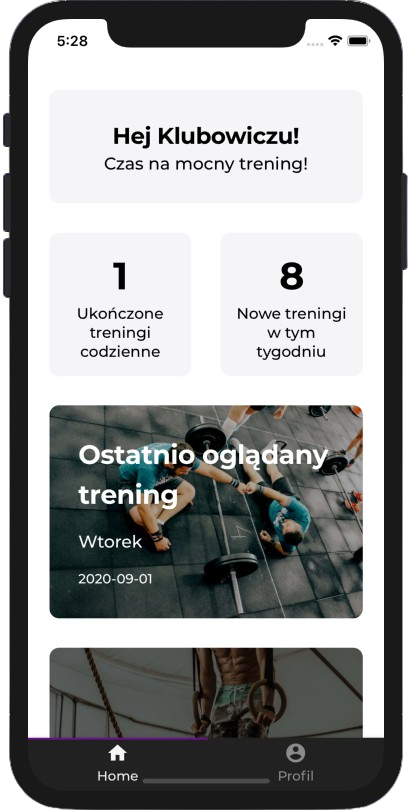 5:28
Hej Klubowiczu!
Czas na mocny trening!
1
Ukończone
treningi
codzienne
8
Nowe treningi
w tym
tygodniu
Ostatnio oglądany
trening
Wtorek
2020-09-01
Home
Profil